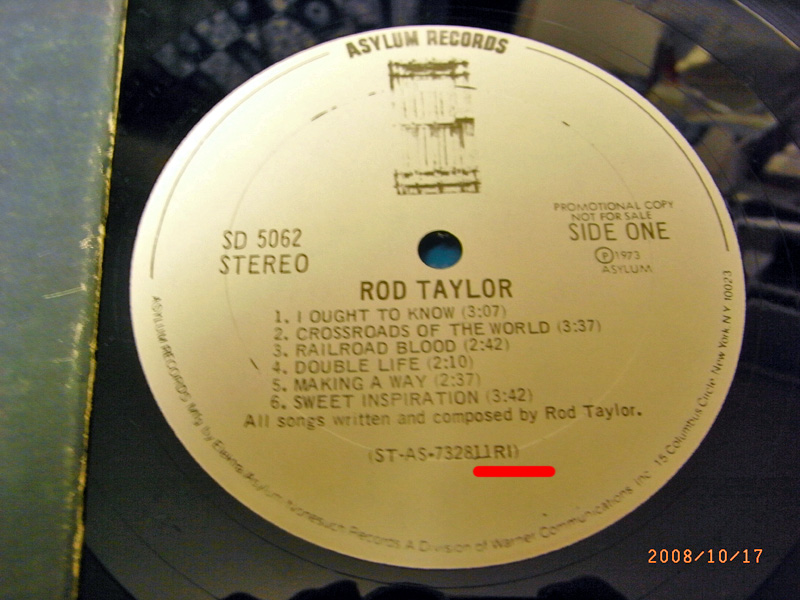 ASYLUM RECORDS
PROMOTIONAL COPY
NOT FOR SALE
SD 5062
SIDE ONE
STEREO
Ⓟ 1973
ASYLUM
ROD TAYLOR
1. I OUGHT TO KNOW (3:07)
2. CROSSROADS OF THE WORLD (3:37)
3. RAILROAD BLOOD (2:42)
4. DOUBLE LIFE (2:10)
5. MAKING A WAY (2:37)
6. SWEET INSPIRATION (3:42)
All songs written and composed by Rod Taylor.
(ST-AS-732811RI)
ASYLUM RECORDS Mfg by Elektra/Asylum/Nonesuch Records A Division of Warner Communications, Inc. 15 Columbus Circle, New York, N.Y. 10023
2008/10/17